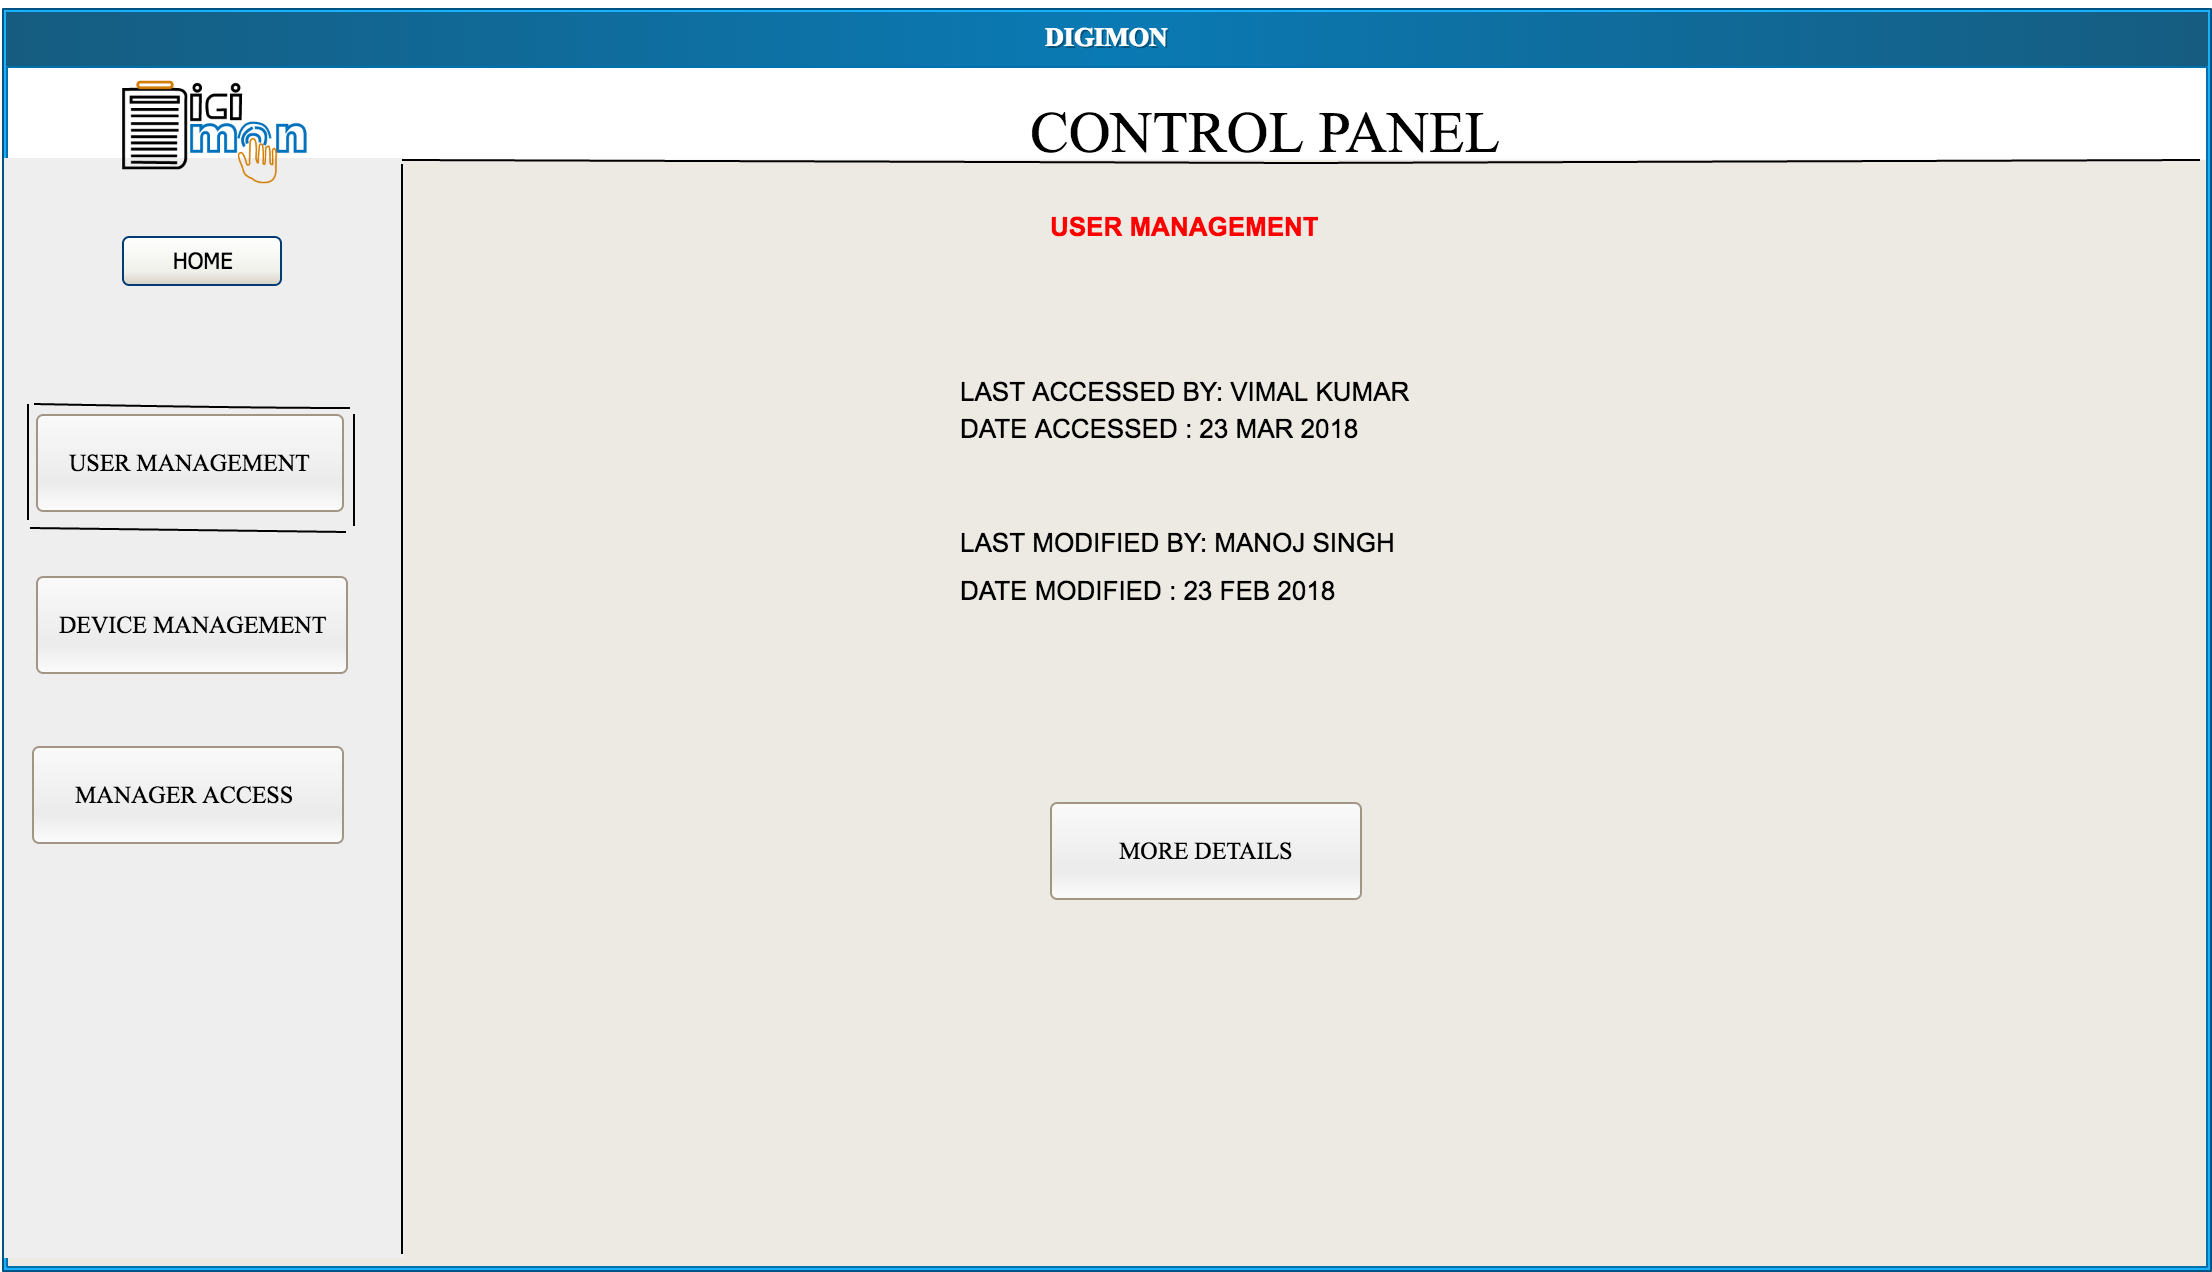 DIGIMON
iGi
mon
CONTROL PANEL
HOME
USER MANAGEMENT
DEVICE MANAGEMENT
MANAGER ACCESS
USER MANAGEMENT
LAST ACCESSED BY: VIMAL KUMAR
DATE ACCESSED : 23 MAR 2018
LAST MODIFIED BY: MANOJ SINGH
DATE MODIFIED : 23 FEB 2018
MORE DETAILS